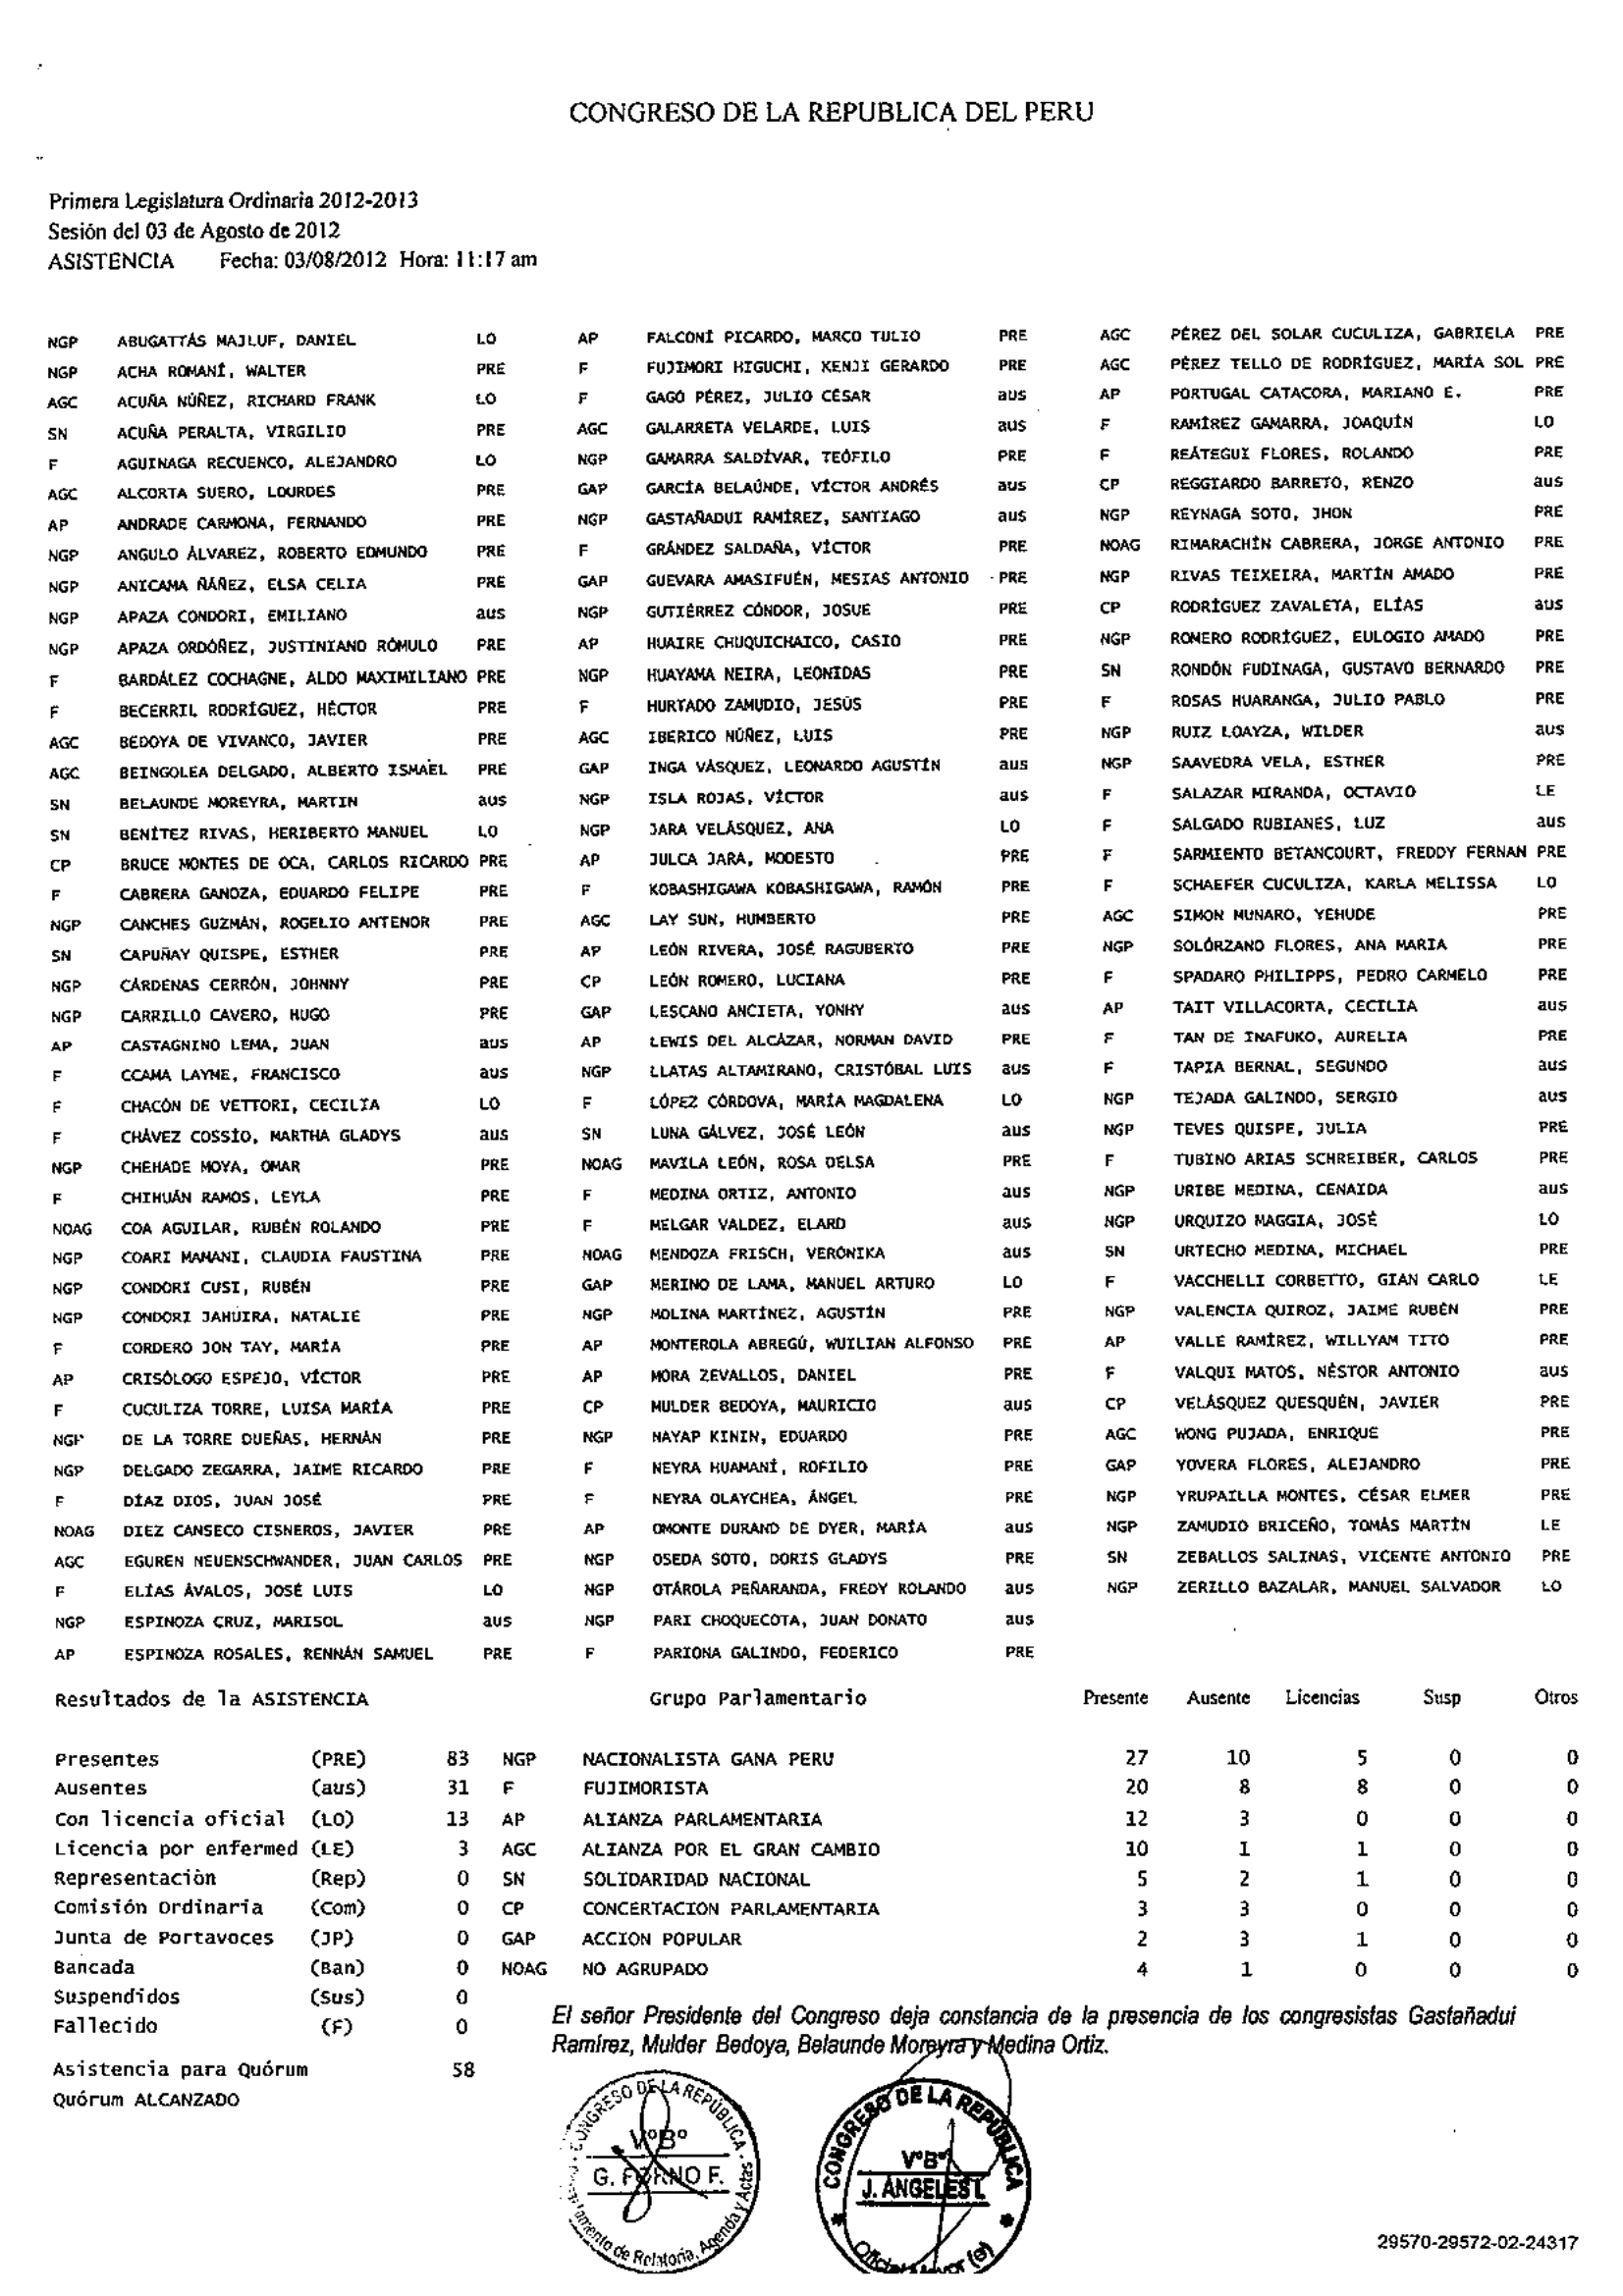 CONGRESO DE LA REPUBLICA DEL PERU
Primera Legislatura Ordinaria 2012-2013
Sesión del 03 de Agosto de 2012
ASISTENCIA Fecha: 03/08/2012 Hora: 11:17 am
NGP ABUGATTÁS MAJLUF, DANIEL LO
NGP ACHA ROMANÍ, WALTER PRE
AGC ACUÑA NÚÑEZ, RICHARD FRANK LO
SN ACUÑA PERALTA, VIRGILIO PRE
F AGUINAGA RECUENCO, ALEJANDRO LO
AGC ALCORTA SUERO, LOURDES PRE
AP ANDRADE CARMONA, FERNANDO PRE
NGP ANGULO ÁLVAREZ, ROBERTO EDMUNDO PRE
NGP ANICAMA ÑÁÑEZ, ELSA CELIA PRE
NGP APAZA CONDORI, EMILIANO aus
NGP APAZA ORDÓÑEZ, JUSTINIANO RÓMULO PRE
F BARDÁLEZ COCHAGNE, ALDO MAXIMILIANO PRE
F BECERRIL RODRÍGUEZ, HÉCTOR PRE
AGC BEDOYA DE VIVANCO, JAVIER PRE
AGC BEINGOLEA DELGADO, ALBERTO ISMAEL PRE
SN BELAUNDE MOREYRA, MARTIN aus
SN BENÍTEZ RIVAS, HERIBERTO MANUEL LO
CP BRUCE MONTES DE OCA, CARLOS RICARDO PRE
F CABRERA GANOZA, EDUARDO FELIPE PRE
NGP CANCHES GUZMÁN, ROGELIO ANTENOR PRE
SN CAPUÑAY QUISPE, ESTHER PRE
NGP CÁRDENAS CERRÓN, JOHNNY PRE
NGP CARRILLO CAVERO, HUGO PRE
AP CASTAGNINO LEMA, JUAN aus
F CCAMA LAYME, FRANCISCO aus
F CHACÓN DE VETTORI, CECILIA LO
F CHÁVEZ COSSÍO, MARTHA GLADYS aus
NGP CHEHADE MOYA, OMAR PRE
F CHIHUÁN RAMOS, LEYLA PRE
NOAG COA AGUILAR, RUBÉN ROLANDO PRE
NGP COARI MAMANI, CLAUDIA FAUSTINA PRE
NGP CONDORI CUSI, RUBÉN PRE
NGP CONDORI JAHUIRA, NATALIE PRE
F CORDERO JON TAY, MARÍA PRE
AP CRISÓLOGO ESPEJO, VÍCTOR PRE
F CUCULIZA TORRE, LUISA MARÍA PRE
NGP DE LA TORRE DUEÑAS, HERNÁN PRE
NGP DELGADO ZEGARRA, JAIME RICARDO PRE
F DÍAZ DIOS, JUAN JOSÉ PRE
NOAG DIEZ CANSECO CISNEROS, JAVIER PRE
AGC EGUREN NEUENSCHWANDER, JUAN CARLOS PRE
F ELÍAS ÁVALOS, JOSÉ LUIS LO
NGP ESPINOZA CRUZ, MARISOL aus
AP ESPINOZA ROSALES, RENNÁN SAMUEL PRE
AP FALCONÍ PICARDO, MARCO TULIO PRE
F FUJIMORI HIGUCHI, KENJI GERARDO PRE
F GAGÓ PÉREZ, JULIO CÉSAR aus
AGC GALARRETA VELARDE, LUIS aus
NGP GAMARRA SALDÍVAR, TEÓFILO PRE
GAP GARCÍA BELAÚNDE, VÍCTOR ANDRÉS aus
NGP GASTAÑADUI RAMÍREZ, SANTIAGO aus
F GRÁNDEZ SALDAÑA, VÍCTOR PRE
GAP GUEVARA AMASIFUÉN, MESIAS ANTONIO PRE
NGP GUTIÉRREZ CÓNDOR, JOSUÉ PRE
AP HUAIRE CHUQUICHAICO, CASIO PRE
NGP HUAYAMA NEIRA, LEONIDAS PRE
F HURTADO ZAMUDIO, JESÚS PRE
AGC IBERICO NÚÑEZ, LUIS PRE
GAP INGA VÁSQUEZ, LEONARDO AGUSTÍN aus
NGP ISLA ROJAS, VÍCTOR aus
NGP JARA VELÁSQUEZ, ANA LO
AP JULCA JARA, MODESTO PRE
F KOBASHIGAWA KOBASHIGAWA, RAMÓN PRE
AGC LAY SUN, HUMBERTO PRE
AP LEÓN RIVERA, JOSÉ RAGUBERTO PRE
CP LEÓN ROMERO, LUCIANA PRE
GAP LESCANO ANCIETA, YONHY aus
AP LEWIS DEL ALCÁZAR, NORMAN DAVID PRE
NGP LLATAS ALTAMIRANO, CRISTÓBAL LUIS aus
F LÓPEZ CÓRDOVA, MARÍA MAGDALENA LO
SN LUNA GÁLVEZ, JOSÉ LEÓN aus
NOAG MAVILA LEÓN, ROSA DELSA PRE
F MEDINA ORTIZ, ANTONIO aus
F MELGAR VALDEZ, ELARD aus
NOAG MENDOZA FRISCH, VERÓNIKA aus
GAP MERINO DE LAMA, MANUEL ARTURO LO
NGP MOLINA MARTÍNEZ, AGUSTÍN PRE
AP MONTEROLA ABREGÚ, WUILIAN ALFONSO PRE
AP MORA ZEVALLOS, DANIEL PRE
CP MULDER BEDOYA, MAURICIO aus
NGP NAYAP KININ, EDUARDO PRE
F NEYRA HUAMANÍ, ROFILIO PRE
F NEYRA OLAYCHEA, ÁNGEL PRE
AP OMONTE DURAND DE DYER, MARÍA aus
NGP OSEDA SOTO, DORIS GLADYS PRE
NGP OTÁROLA PEÑARANDA, FREDY ROLANDO aus
NGP PARI CHOQUECOTA, JUAN DONATO aus
F PARIONA GALINDO, FEDERICO PRE
AGC PÉREZ DEL SOLAR CUCULIZA, GABRIELA PRE
AGC PÉREZ TELLO DE RODRÍGUEZ, MARÍA SOL PRE
AP PORTUGAL CATACORA, MARIANO E. PRE
F RAMÍREZ GAMARRA, JOAQUÍN LO
F REÁTEGUI FLORES, ROLANDO PRE
CP REGGIARDO BARRETO, RENZO aus
NGP REYNAGA SOTO, JHON PRE
NOAG RIMARACHÍN CABRERA, JORGE ANTONIO PRE
NGP RIVAS TEIXEIRA, MARTÍN AMADO PRE
CP RODRÍGUEZ ZAVALETA, ELÍAS aus
NGP ROMERO RODRÍGUEZ, EULOGIO AMADO PRE
SN RONDÓN FUDINAGA, GUSTAVO BERNARDO PRE
F ROSAS HUARANGA, JULIO PABLO PRE
NGP RUIZ LOAYZA, WILDER aus
NGP SAAVEDRA VELA, ESTHER PRE
F SALAZAR MIRANDA, OCTAVIO LE
F SALGADO RUBIANES, LUZ aus
F SARMIENTO BETANCOURT, FREDDY FERNAN PRE
F SCHAEFER CUCULIZA, KARLA MELISSA LO
AGC SIMON MUNARO, YEHUDE PRE
NGP SOLÓRZANO FLORES, ANA MARIA PRE
F SPADARO PHILIPPS, PEDRO CARMELO PRE
AP TAIT VILLACORTA, CECILIA aus
F TAN DE INAFUKO, AURELIA PRE
F TAPIA BERNAL, SEGUNDO aus
NGP TEJADA GALINDO, SERGIO aus
NGP TEVES QUISPE, JULIA PRE
F TUBINO ARIAS SCHREIBER, CARLOS PRE
NGP URIBE MEDINA, CENAIDA aus
NGP URQUIZO MAGGIA, JOSÉ LO
SN URTECHO MEDINA, MICHAEL PRE
F VACCHELLI CORBETTO, GIAN CARLO LE
NGP VALENCIA QUIROZ, JAIME RUBÉN PRE
AP VALLE RAMÍREZ, WILLYAM TITO PRE
F VALQUI MATOS, NÉSTOR ANTONIO aus
CP VELÁSQUEZ QUESQUÉN, JAVIER PRE
AGC WONG PUJADA, ENRIQUE PRE
GAP YOVERA FLORES, ALEJANDRO PRE
NGP YRUPAILLA MONTES, CÉSAR ELMER PRE
NGP ZAMUDIO BRICEÑO, TOMÁS MARTÍN LE
SN ZEBALLOS SALINAS, VICENTE ANTONIO PRE
NGP ZERILLO BAZALAR, MANUEL SALVADOR LO
Resultados de la ASISTENCIA
Presentes (PRE) 83
Ausentes (aus) 31
Con licencia oficial (LO) 13
Licencia por enfermed (LE) 3
Representación (Rep) 0
Comisión Ordinaria (Com) 0
Junta de Portavoces (JP) 0
Bancada (Ban) 0
Suspendidos (Sus) 0
Fallecido (F) 0
Asistencia para Quórum 58
Quórum ALCANZADO
Grupo Parlamentario Presente Ausente Licencias Susp Otros
NGP NACIONALISTA GANA PERU 27 10 5 0 0
F FUJIMORISTA 20 8 8 0 0
AP ALIANZA PARLAMENTARIA 12 3 0 0 0
AGC ALIANZA POR EL GRAN CAMBIO 10 1 1 0 0
SN SOLIDARIDAD NACIONAL 5 2 1 0 0
CP CONCERTACION PARLAMENTARIA 3 3 0 0 0
GAP ACCION POPULAR 2 3 1 0 0
NOAG NO AGRUPADO 4 1 0 0 0
El señor Presidente del Congreso deja constancia de la presencia de los congresistas Gastañadui
Ramírez, Mulder Bedoya, Belaunde Moreyra y Medina Ortiz.
CONGRESO DE LA REPÚBLICA
VºBº
G. FORNO F.
de Relatoría, Agenda y Actas
CONGRESO DE LA REPÚBLICA
VºBº
J. ANGELES I.
Oficial Mayor (e)
29570-29572-02-24317